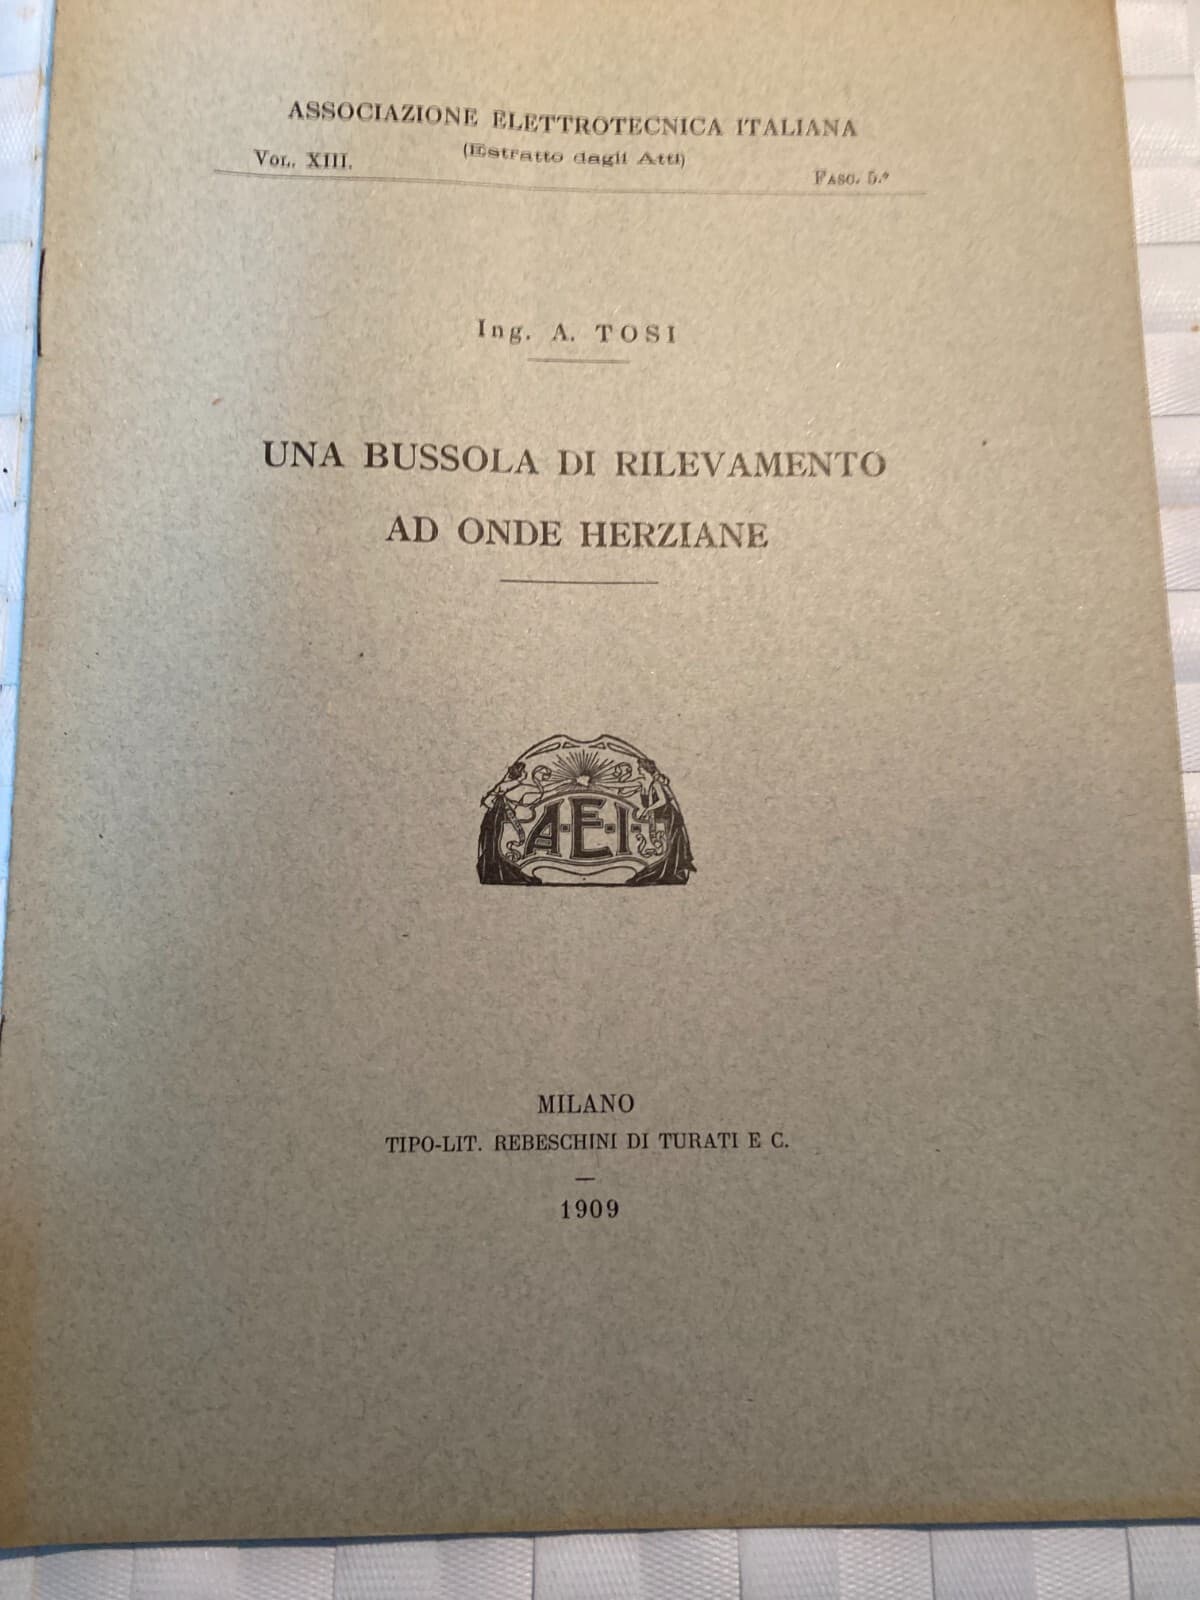 ASSOCIAZIONE ELETTROTECNICA ITALIANA
(Estratto dagli Atti)
VOL. XIII.
FASC. 5.º
Ing. A. TOSI
UNA BUSSOLA DI RILEVAMENTO
AD ONDE HERZIANE
A·E·I·
MILANO
TIPO-LIT. REBESCHINI DI TURATI E C.
1909